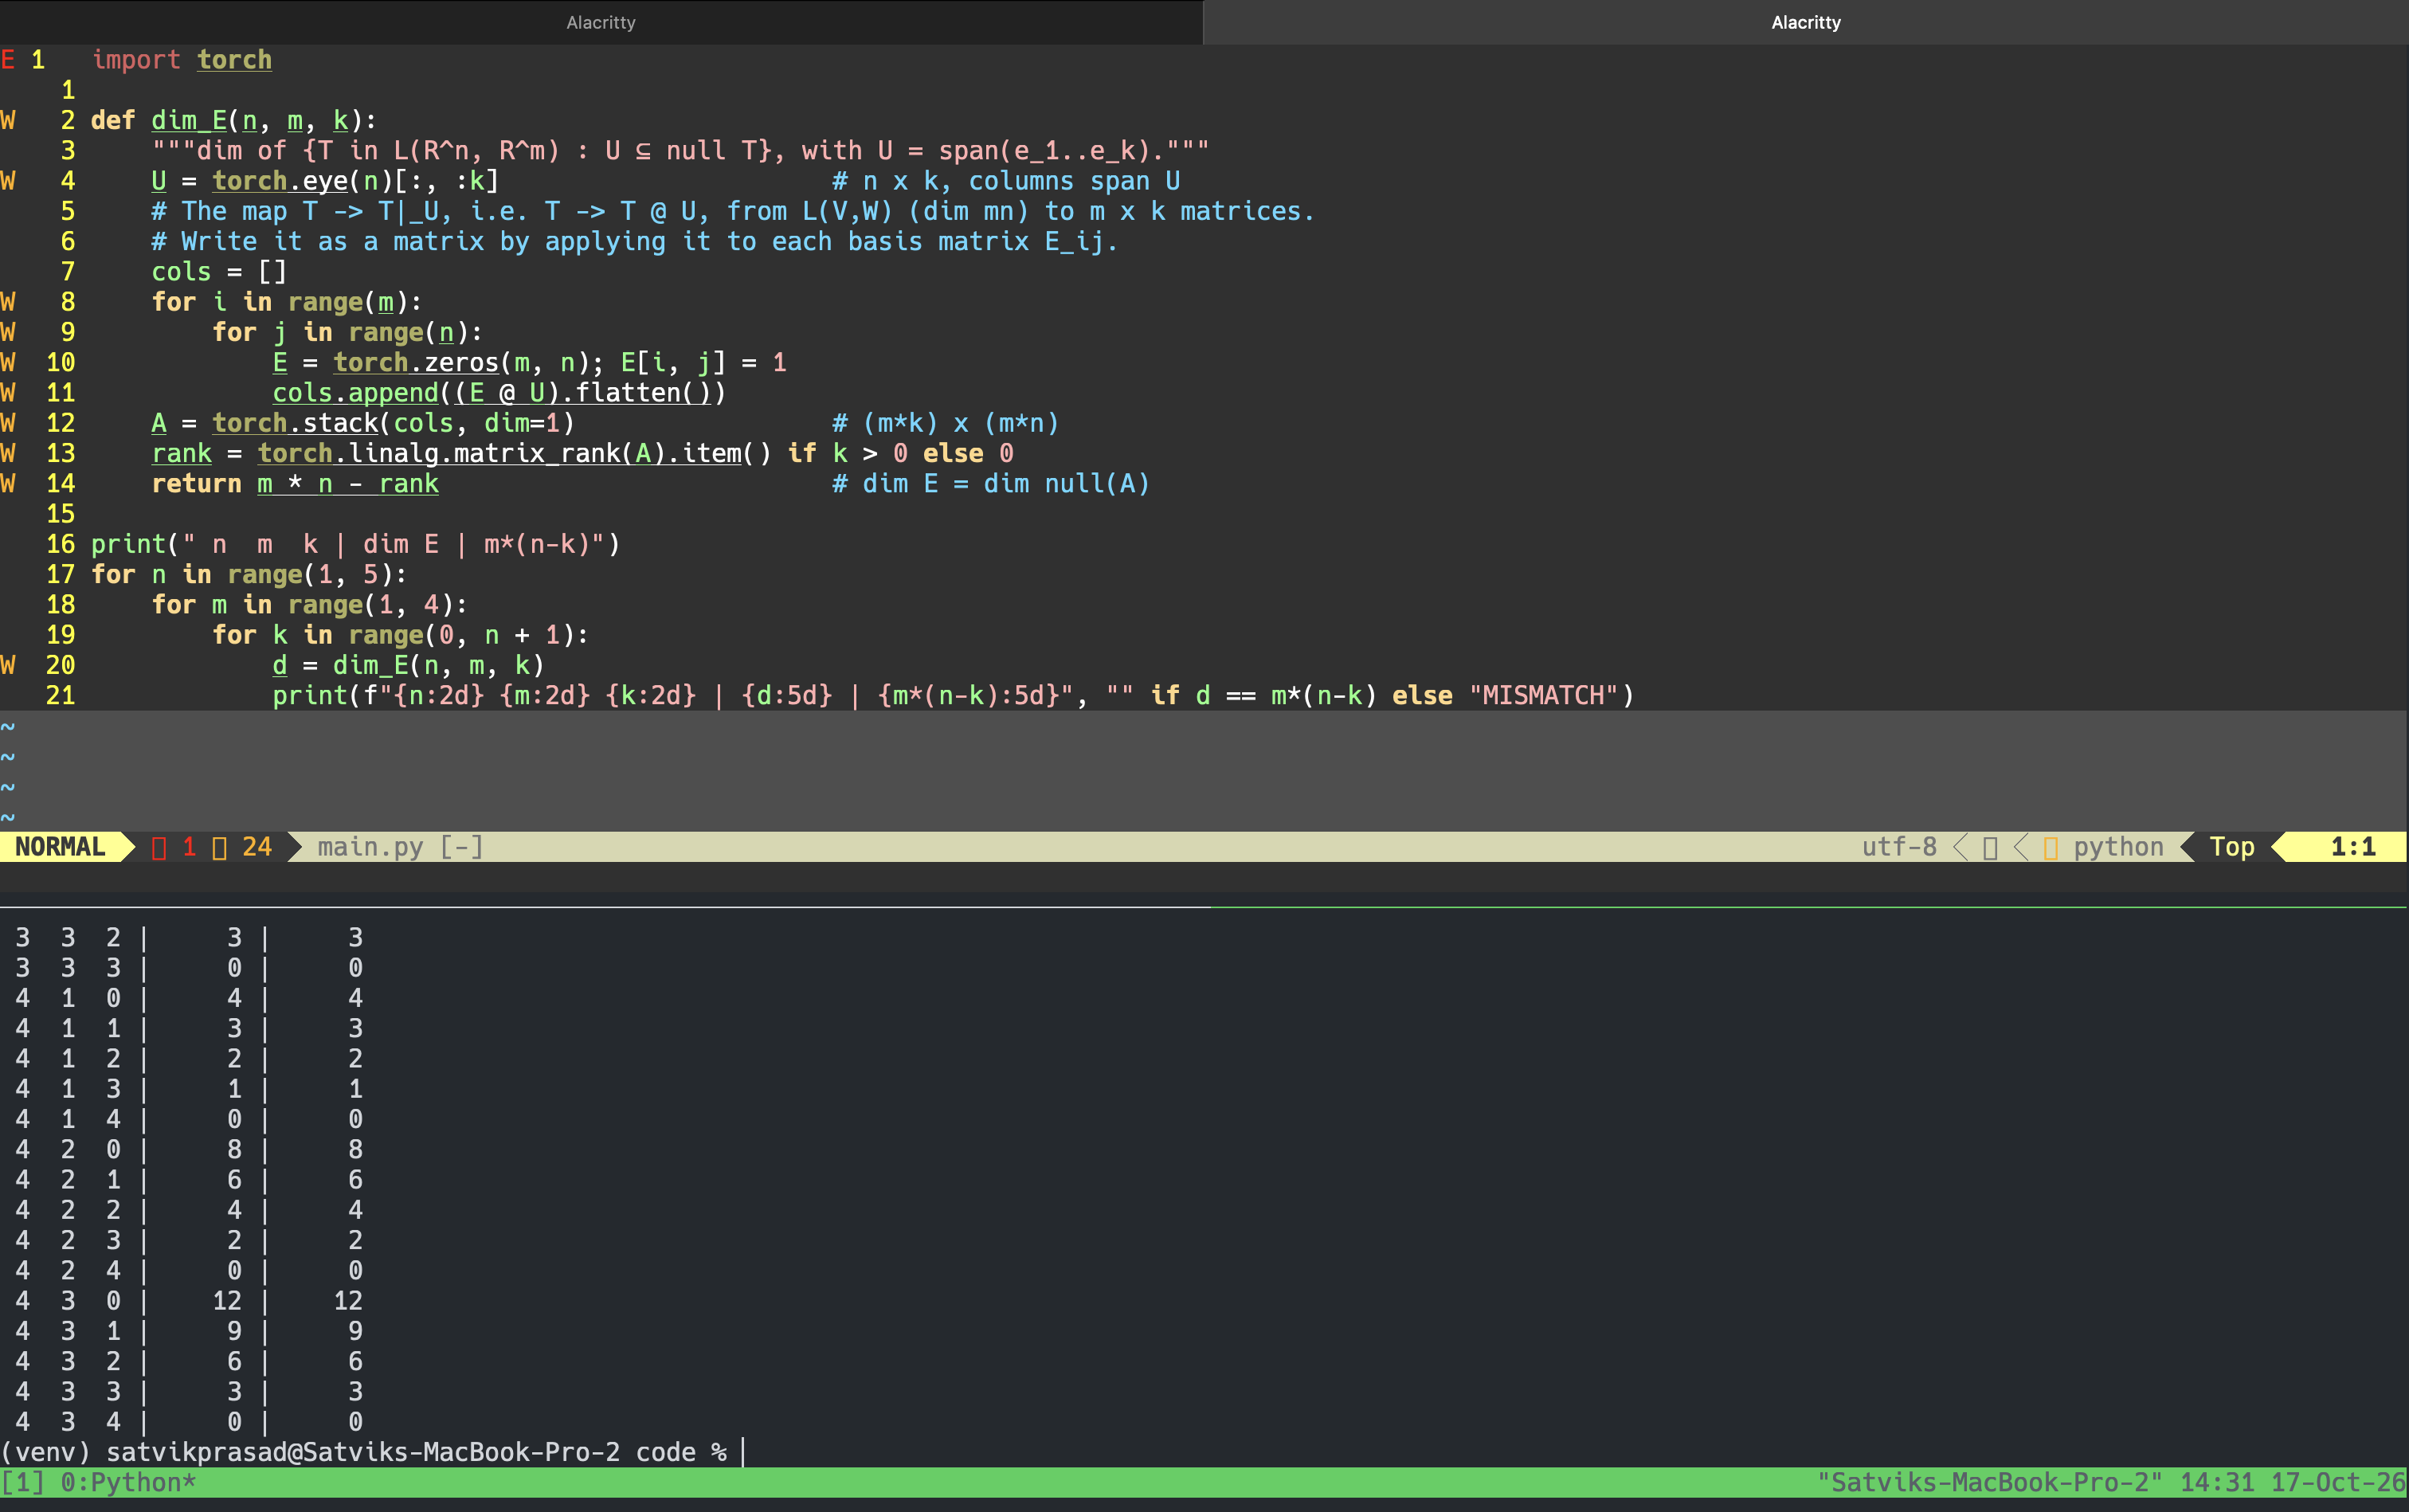 Alacritty Alacritty
E 1   import torch
    1
W   2 def dim_E(n, m, k):
    3     """dim of {T in L(R^n, R^m) : U ⊆ null T}, with U = span(e_1..e_k)."""
W   4     U = torch.eye(n)[:, :k]                      # n x k, columns span U
    5     # The map T -> T|_U, i.e. T -> T @ U, from L(V,W) (dim mn) to m x k matrices.
    6     # Write it as a matrix by applying it to each basis matrix E_ij.
    7     cols = []
W   8     for i in range(m):
W   9         for j in range(n):
W  10             E = torch.zeros(m, n); E[i, j] = 1
W  11             cols.append((E @ U).flatten())
W  12     A = torch.stack(cols, dim=1)                 # (m*k) x (m*n)
W  13     rank = torch.linalg.matrix_rank(A).item() if k > 0 else 0
W  14     return m * n - rank                          # dim E = dim null(A)
   15
   16 print(" n  m  k | dim E | m*(n-k)")
   17 for n in range(1, 5):
   18     for m in range(1, 4):
   19         for k in range(0, n + 1):
W  20             d = dim_E(n, m, k)
   21             print(f"{n:2d} {m:2d} {k:2d} | {d:5d} | {m*(n-k):5d}", "" if d == m*(n-k) else "MISMATCH")
~
~
~
~
NORMAL 1 24 main.py [-] utf-8 python Top 1:1
 3  3  2 |     3 |     3
 3  3  3 |     0 |     0
 4  1  0 |     4 |     4
 4  1  1 |     3 |     3
 4  1  2 |     2 |     2
 4  1  3 |     1 |     1
 4  1  4 |     0 |     0
 4  2  0 |     8 |     8
 4  2  1 |     6 |     6
 4  2  2 |     4 |     4
 4  2  3 |     2 |     2
 4  2  4 |     0 |     0
 4  3  0 |    12 |    12
 4  3  1 |     9 |     9
 4  3  2 |     6 |     6
 4  3  3 |     3 |     3
 4  3  4 |     0 |     0
(venv) satvikprasad@Satviks-MacBook-Pro-2 code %
[1] 0:Python* "Satviks-MacBook-Pro-2" 14:31 17-Oct-26